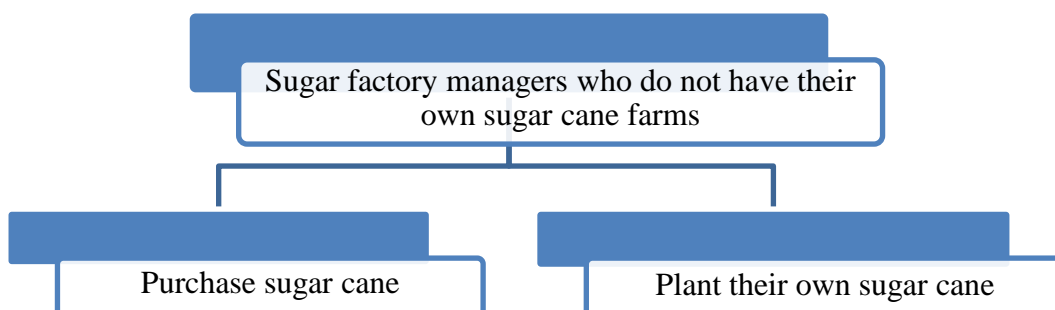 Sugar factory managers who do not have their
own sugar cane farms
Purchase sugar cane
Plant their own sugar cane